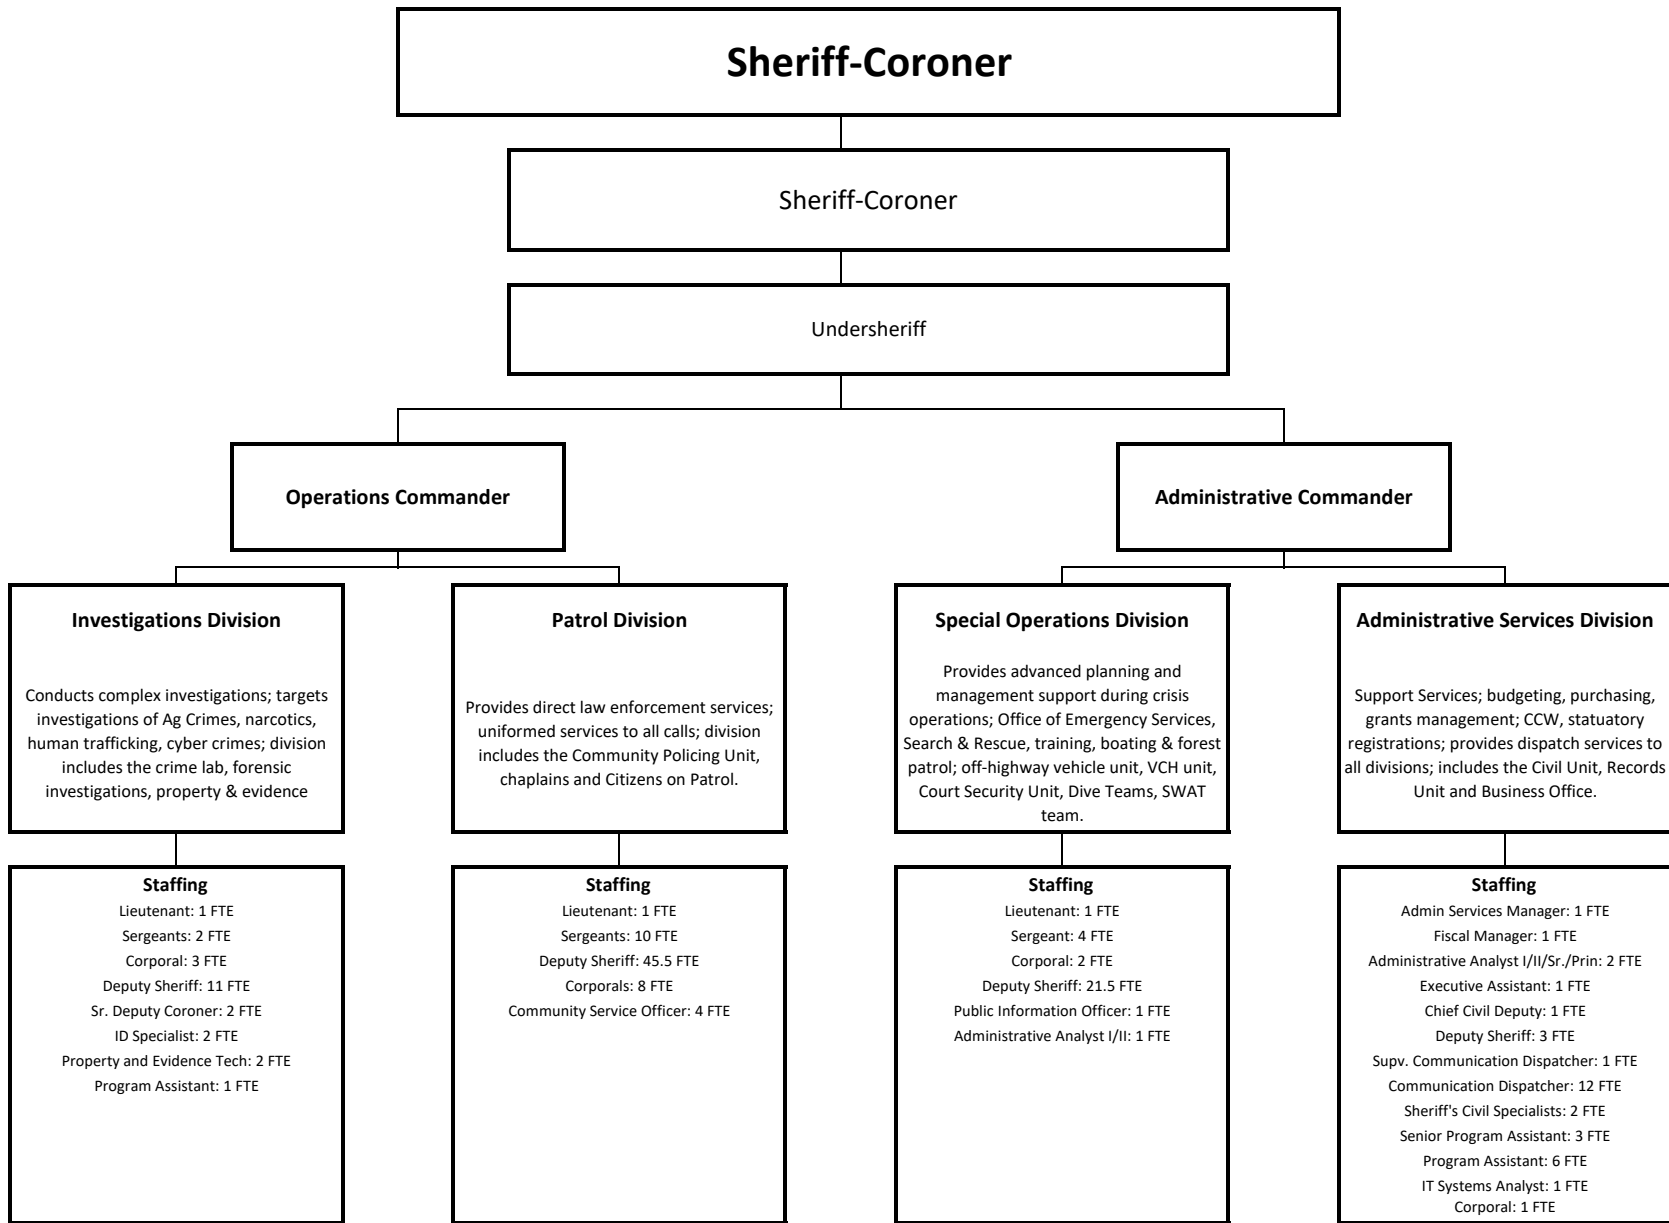 Sheriff-Coroner
Sheriff-Coroner
Undersheriff
Operations Commander
Administrative Commander
Investigations Division
Conducts complex investigations; targets
investigations of Ag Crimes, narcotics,
human trafficking, cyber crimes; division
includes the crime lab, forensic
investigations, property & evidence
Patrol Division
Provides direct law enforcement services;
uniformed services to all calls; division
includes the Community Policing Unit,
chaplains and Citizens on Patrol.
Special Operations Division
Provides advanced planning and
management support during crisis
operations; Office of Emergency Services,
Search & Rescue, training, boating & forest
patrol; off-highway vehicle unit, VCH unit,
Court Security Unit, Dive Teams, SWAT
team.
Administrative Services Division
Support Services; budgeting, purchasing,
grants management; CCW, statuatory
registrations; provides dispatch services to
all divisions; includes the Civil Unit, Records
Unit and Business Office.
Staffing
Lieutenant: 1 FTE
Sergeants: 2 FTE
Corporal: 3 FTE
Deputy Sheriff: 11 FTE
Sr. Deputy Coroner: 2 FTE
ID Specialist: 2 FTE
Property and Evidence Tech: 2 FTE
Program Assistant: 1 FTE
Staffing
Lieutenant: 1 FTE
Sergeants: 10 FTE
Deputy Sheriff: 45.5 FTE
Corporals: 8 FTE
Community Service Officer: 4 FTE
Staffing
Lieutenant: 1 FTE
Sergeant: 4 FTE
Corporal: 2 FTE
Deputy Sheriff: 21.5 FTE
Public Information Officer: 1 FTE
Administrative Analyst I/II: 1 FTE
Staffing
Admin Services Manager: 1 FTE
Fiscal Manager: 1 FTE
Administrative Analyst I/II/Sr./Prin: 2 FTE
Executive Assistant: 1 FTE
Chief Civil Deputy: 1 FTE
Deputy Sheriff: 3 FTE
Supv. Communication Dispatcher: 1 FTE
Communication Dispatcher: 12 FTE
Sheriff's Civil Specialists: 2 FTE
Senior Program Assistant: 3 FTE
Program Assistant: 6 FTE
IT Systems Analyst: 1 FTE
Corporal: 1 FTE